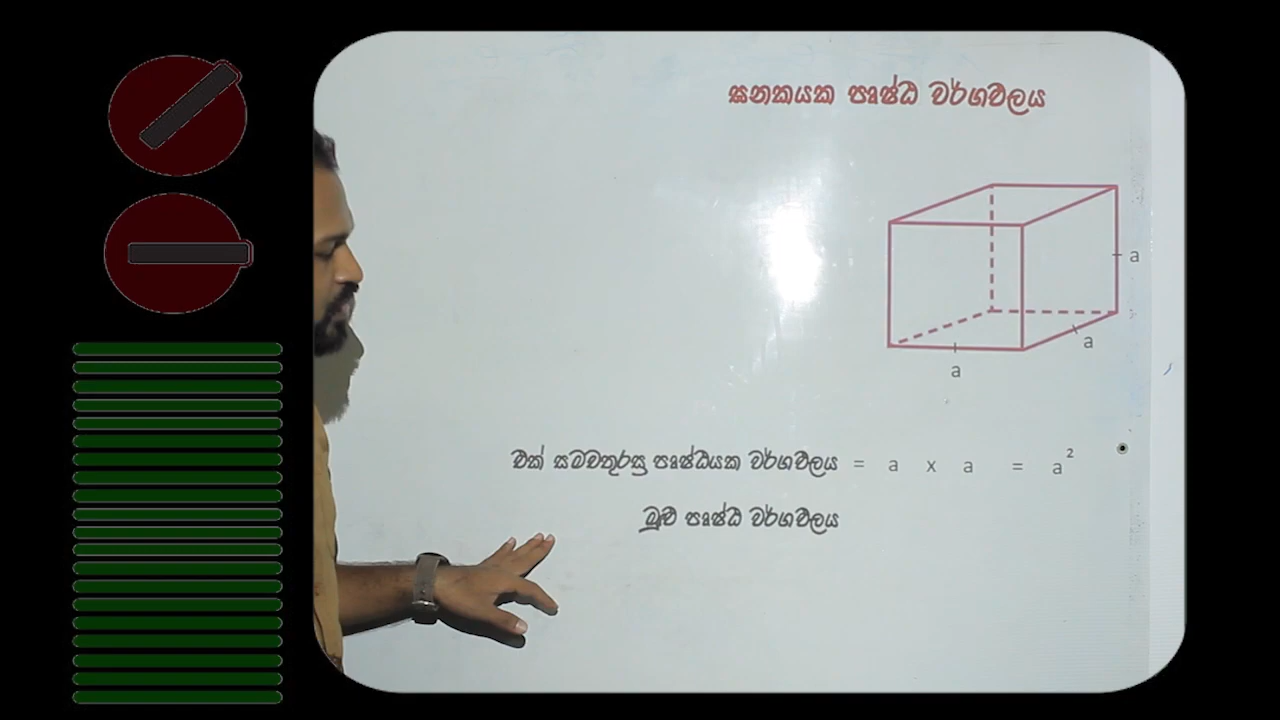 ඝනකයක පෘෂ්ඨ වර්ගඵලය
a
a
a
එක් සමචතුරස්‍ර පෘෂ්ඨයක වර්ගඵලය = a x a = a²
මුළු පෘෂ්ඨ වර්ගඵලය